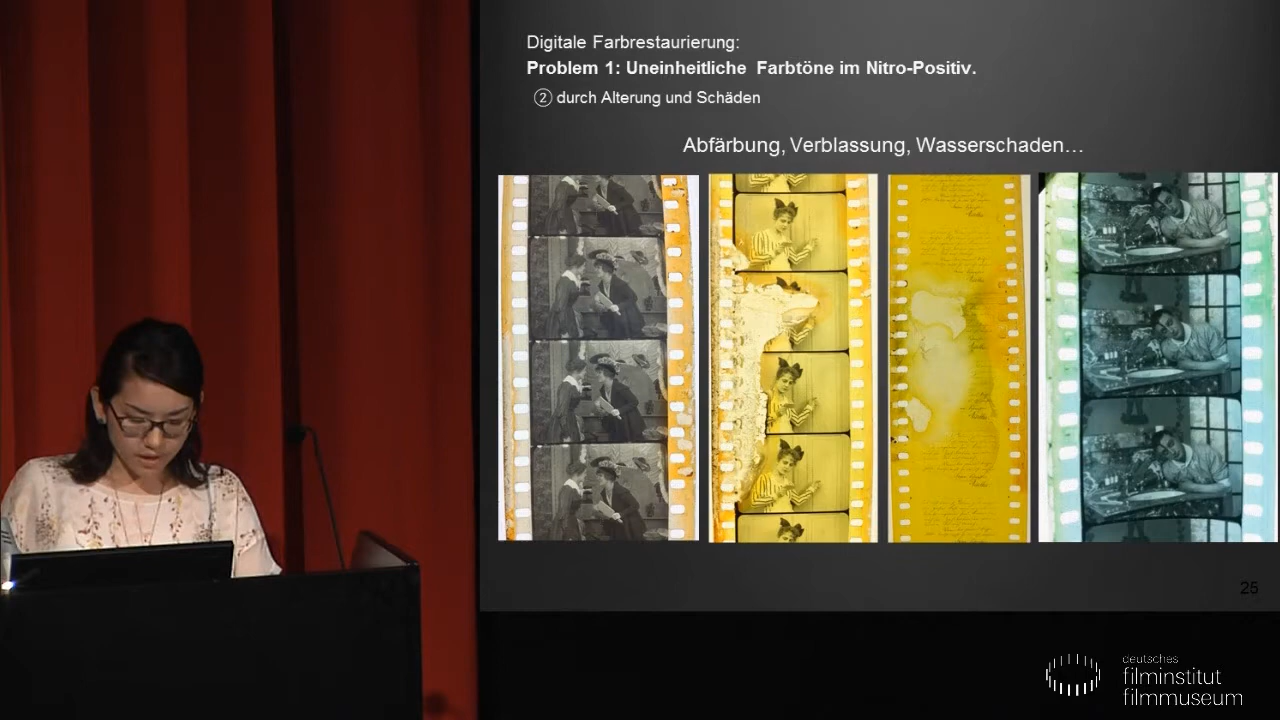 Digitale Farbrestaurierung:
Problem 1: Uneinheitliche Farbtöne im Nitro-Positiv.
② durch Alterung und Schäden
Abfärbung, Verblassung, Wasserschaden…
25
deutsches
filminstitut
filmmuseum